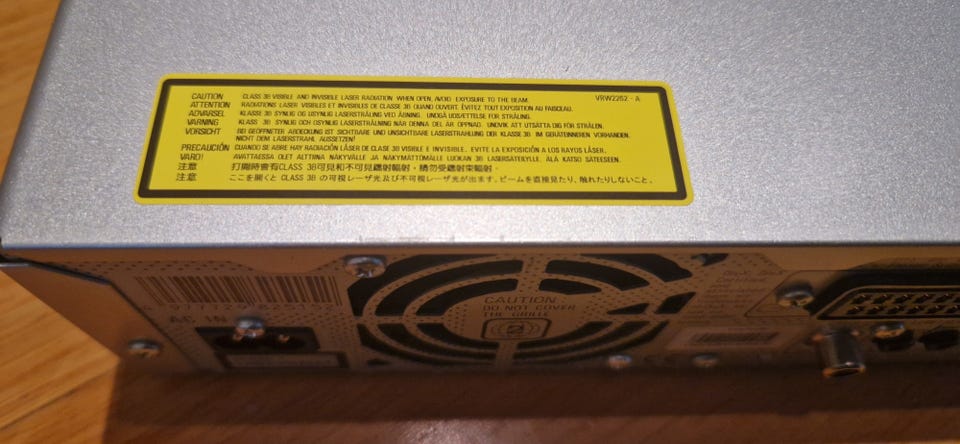 CAUTION CLASS 3B VISIBLE AND INVISIBLE LASER RADIATION WHEN OPEN, AVOID EXPOSURE TO THE BEAM. VRW2262 - A
ATTENTION RADIATIONS LASER VISIBLES ET INVISIBLES DE CLASSE 3B QUAND OUVERT. ÉVITEZ TOUT EXPOSITION AU FAISCEAU.
ADVARSEL KLASSE 3B SYNLIG OG USYNLIG LASERSTRÅLING VED ÅBNING. UNDGÅ UDSÆTTELSE FOR STRÅLING.
VARNING KLASS 3B SYNLIG OCH OSYNLIG LASERSTRÅLNING NÄR DENNA DEL ÄR ÖPPNAD. UNDVIK ATT UTSÄTTA DIG FÖR STRÅLEN.
VORSICHT BEI GEÖFFNETER ABDECKUNG IST SICHTBARE UND UNSICHTBARE LASERSTRAHLUNG DER KLASSE 3B IM GERÄTEINNEREN VORHANDEN.
NICHT DEM LASERSTRAHL AUSSETZEN!
PRECAUCIÓN CUANDO SE ABRE HAY RADIACIÓN LÁSER DE CLASE 3B VISIBLE E INVISIBLE. EVITE LA EXPOSICIÓN A LOS RAYOS LÁSER.
VARO! AVATTAESSA OLET ALTTIINA NÄKYVÄLLE JA NÄKYMÄTTÖMÄLLE LUOKAN 3B LASERSÄTEILYLLE. ÄLÄ KATSO SÄTEESEEN.
注意 打開時會有CLASS 3B可見和不可見鐳射輻射，請勿受鐳射束輻射。
注意 ここを開くと CLASS 3B の可視レーザ光及び不可視レーザ光が出ます。ビームを直接見たり、触れたりしないこと。
AC IN
CAUTION
DO NOT COVER
THE GRILLE